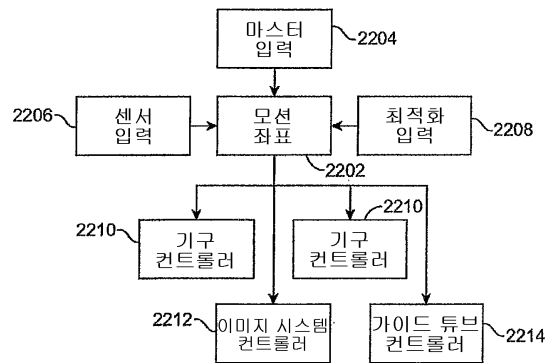 마스터
입력
2204
2206
센서
입력
모션
좌표
최적화
입력
2208
2202
2210
기구
컨트롤러
2210
기구
컨트롤러
2212
이미지 시스템
컨트롤러
가이드 튜브
컨트롤러
2214